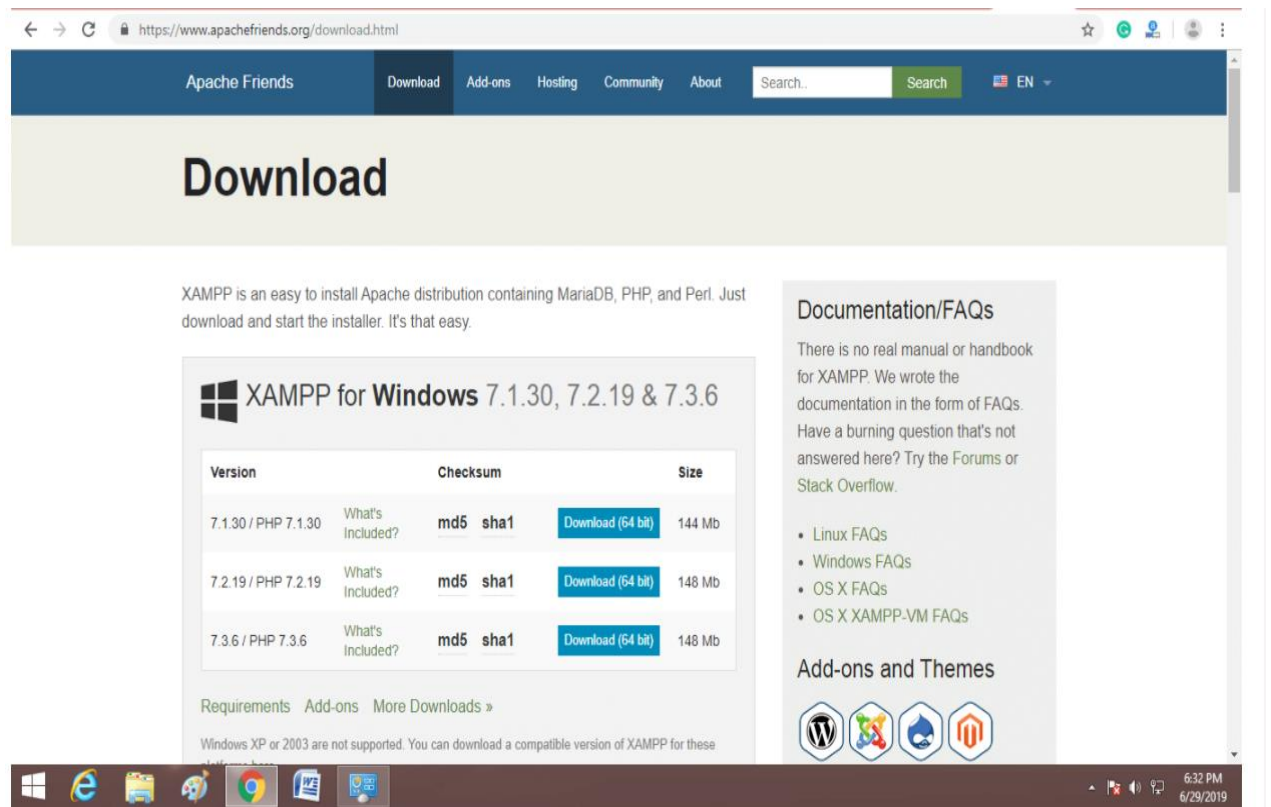 https://www.apachefriends.org/download.html
Apache Friends Download Add-ons Hosting Community About Search.. Search EN
Download
XAMPP is an easy to install Apache distribution containing MariaDB, PHP, and Perl. Just
download and start the installer. It's that easy.
XAMPP for Windows 7.1.30, 7.2.19 & 7.3.6
Version Checksum Size
7.1.30 / PHP 7.1.30 What's Included? md5 sha1 Download (64 bit) 144 Mb
7.2.19 / PHP 7.2.19 What's Included? md5 sha1 Download (64 bit) 148 Mb
7.3.6 / PHP 7.3.6 What's Included? md5 sha1 Download (64 bit) 148 Mb
Requirements Add-ons More Downloads »
Windows XP or 2003 are not supported. You can download a compatible version of XAMPP for these
Documentation/FAQs
There is no real manual or handbook
for XAMPP. We wrote the
documentation in the form of FAQs.
Have a burning question that's not
answered here? Try the Forums or
Stack Overflow.
• Linux FAQs
• Windows FAQs
• OS X FAQs
• OS X XAMPP-VM FAQs
Add-ons and Themes
6:32 PM
6/29/2019